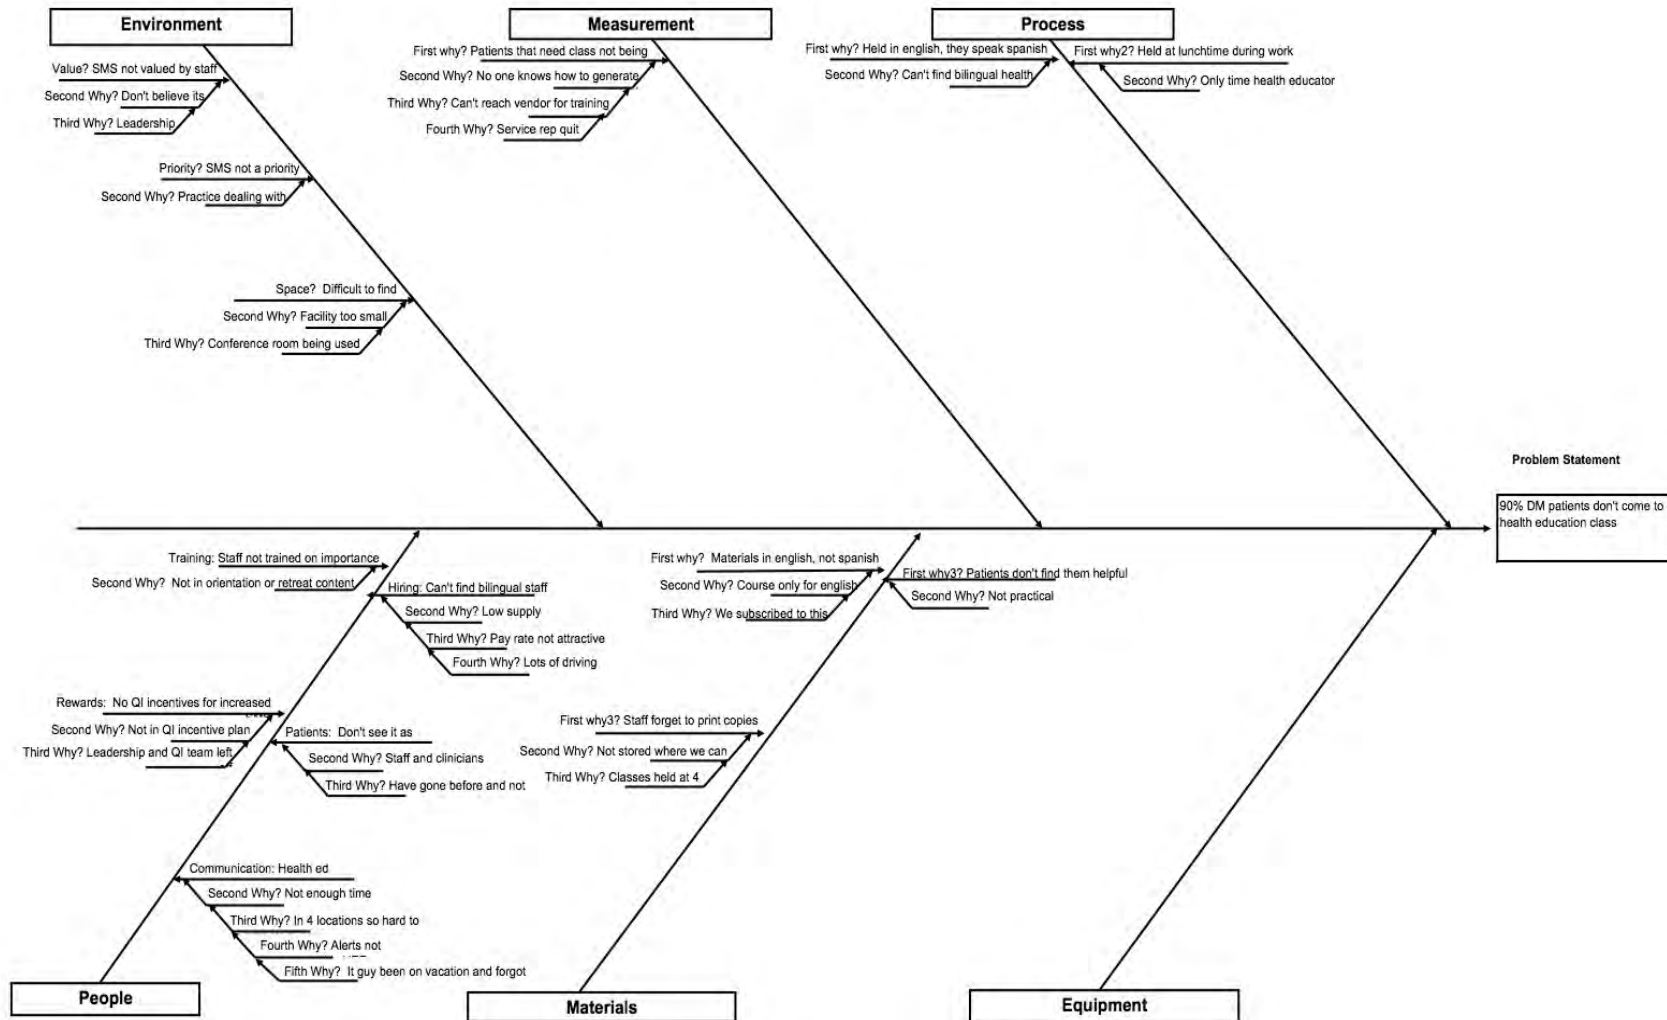 Environment
Value? SMS not valued by staff
Second Why? Don't believe its
Third Why? Leadership
Priority? SMS not a priority
Second Why? Practice dealing with
Space?  Difficult to find
Second Why? Facility too small
Third Why? Conference room being used
Measurement
First why? Patients that need class not being
Second Why? No one knows how to generate
Third Why? Can't reach vendor for training
Fourth Why? Service rep quit
Process
First why? Held in english, they speak spanish
Second Why? Can't find bilingual health
First why2? Held at lunchtime during work
Second Why? Only time health educator
Problem Statement
90% DM patients don't come to
health education class
Training: Staff not trained on importance
Second Why?  Not in orientation or retreat content
Hiring: Can't find bilingual staff
Second Why? Low supply
Third Why? Pay rate not attractive
Fourth Why? Lots of driving
Rewards:  No QI incentives for increased
Second Why? Not in QI incentive plan
Third Why? Leadership and QI team left
Patients:  Don't see it as
Second Why? Staff and clinicians
Third Why? Have gone before and not
Communication: Health ed
Second Why? Not enough time
Third Why? In 4 locations so hard to
Fourth Why? Alerts not
Fifth Why?  It guy been on vacation and forgot
People
First why?  Materials in english, not spanish
Second Why? Course only for english
Third Why? We subscribed to this
First why3? Patients don't find them helpful
Second Why? Not practical
First why3? Staff forget to print copies
Second Why? Not stored where we can
Third Why? Classes held at 4
Materials
Equipment